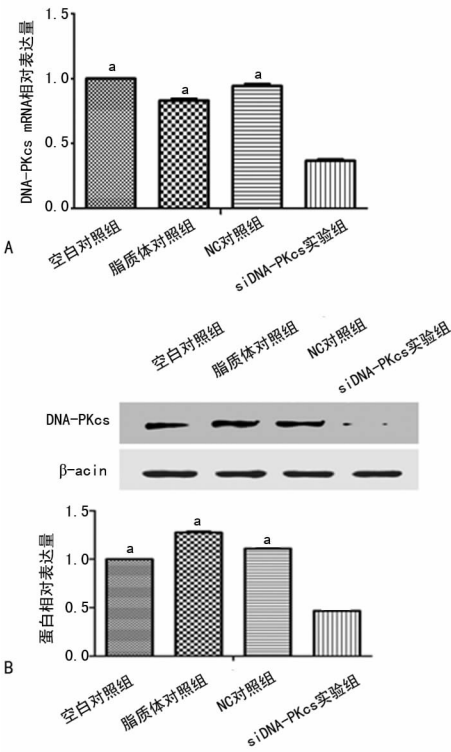 DNA-PKcs mRNA相对表达量
1.5
1.0
0.5
0.0
a
a
a
空白对照组
脂质体对照组
NC对照组
siDNA-PKcs实验组
A
空白对照组
脂质体对照组
NC对照组
siDNA-PKcs实验组
DNA-PKcs
β-acin
蛋白相对表达量
1.5
1.0
0.5
0.0
a
a
a
空白对照组
脂质体对照组
NC对照组
siDNA-PKcs实验组
B